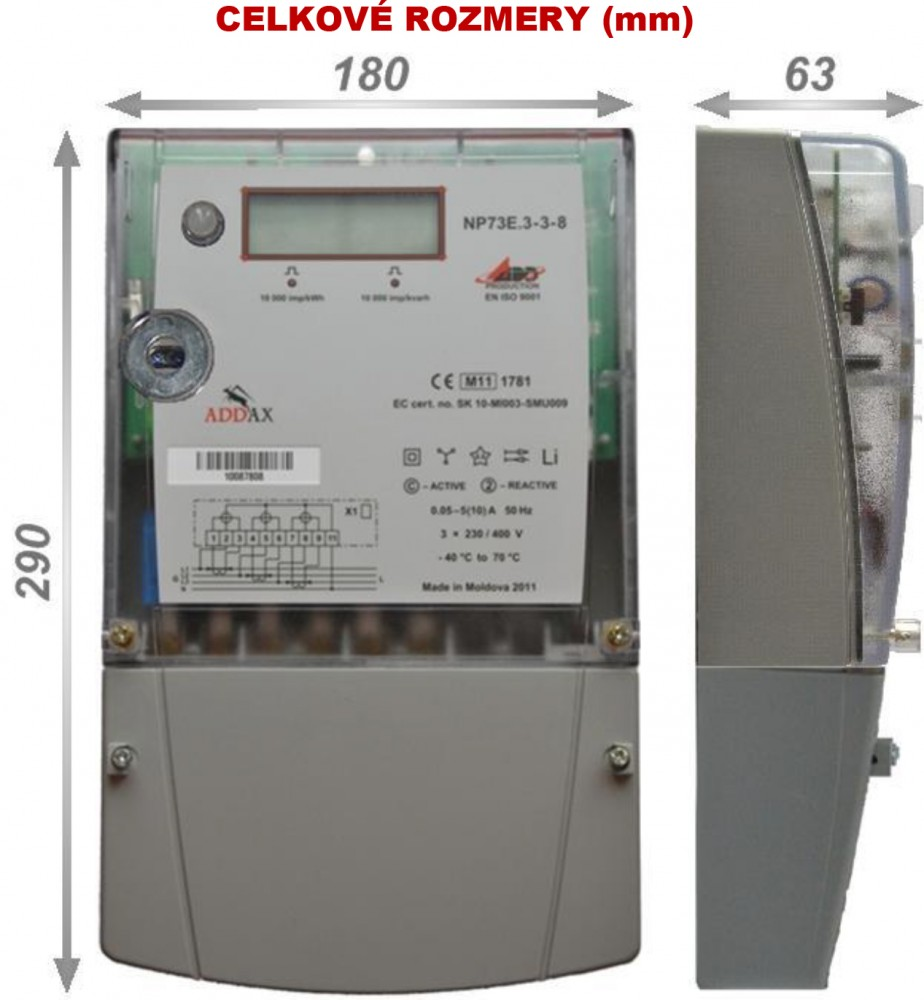 CELKOVÉ ROZMERY (mm)
180
63
290
NP73E.3-3-8
10 000 imp/kWh
10 000 imp/kvarh
ADD
PRODUCTION
EN ISO 9001
CE M11 1781
EC cert. no. SK 10-MI003-SMU009
ADDAX
10087808
Li
C – ACTIVE 2 – REACTIVE
X1
0.05–5(10) A 50 Hz
1 2 3 4 5 6 7 8 9 11
3 × 230 / 400 V
- 40 °C to 70 °C
G
L
N
Made in Moldova 2011